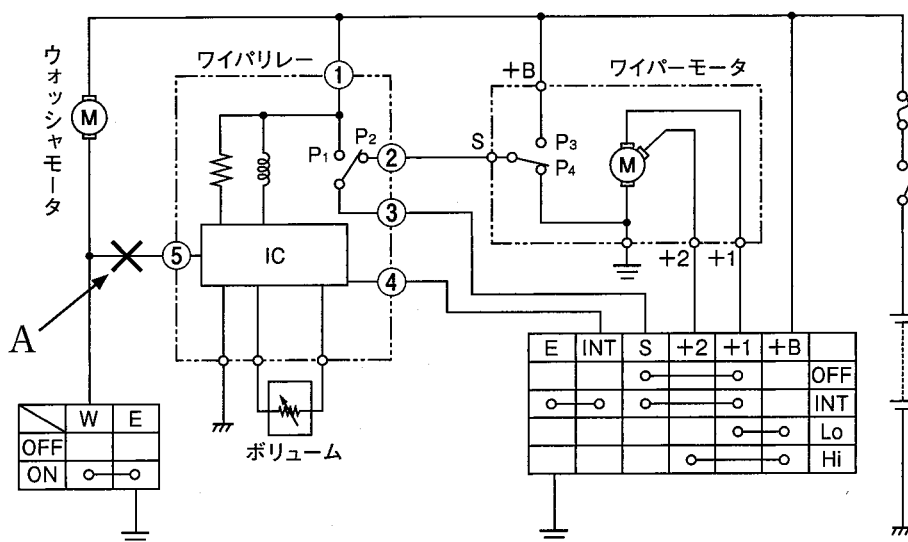 ワイパリレー
ワイパーモータ
ウォッシャモータ
+B
①
M
P₁
P₂
②
S
P₃
P₄
M
③
⑤
IC
④
+2
+1
A
ボリューム
E INT S +2 +1 +B
OFF
INT
Lo
Hi
W E
OFF
ON